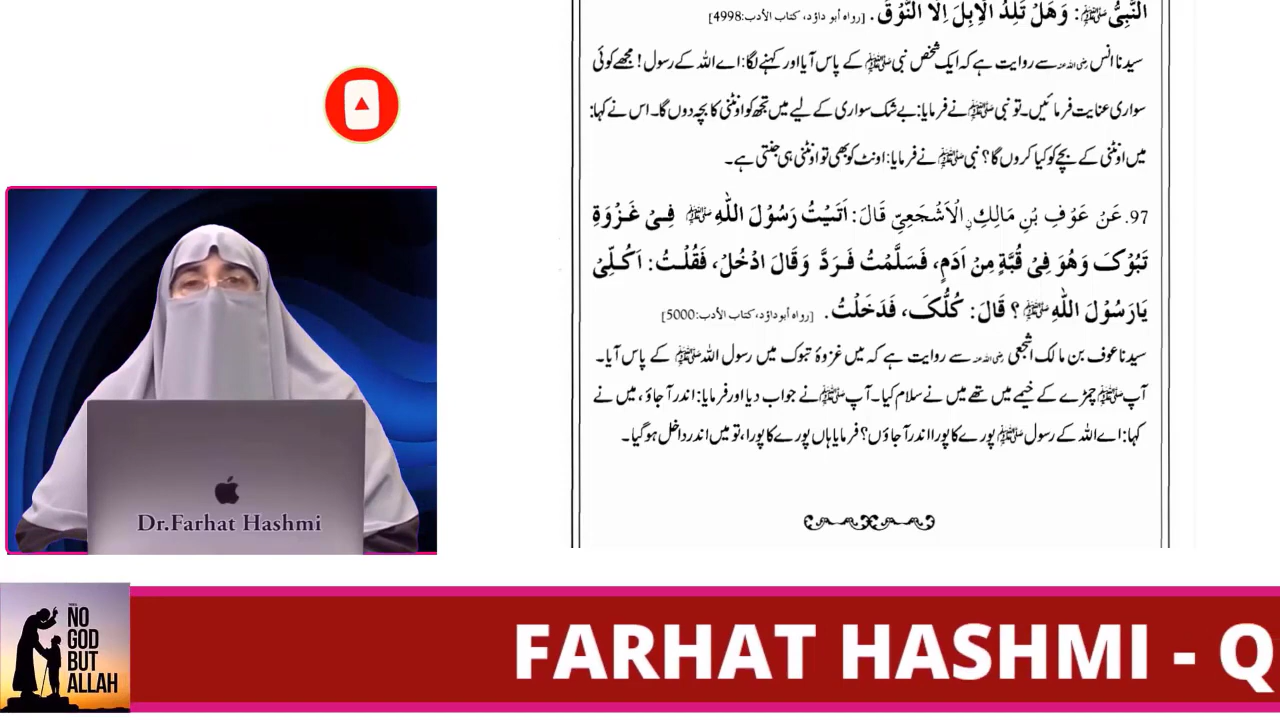 النَّبِىُّ ﷺ: وَهَلْ تَلِدُ الْاِبِلَ اِلَّا النُّوْقُ. [رواه أبو داؤد، كتاب الأدب:4998]
سیدنا انس رضی اللہ عنہ سے روایت ہے کہ ایک شخص نبی ﷺ کے پاس آیا اور کہنے لگا: اے اللہ کے رسول! مجھے کوئی
سواری عنایت فرمائیں۔ تو نبی ﷺ نے فرمایا: بے شک سواری کے لیے میں تجھ کو اونٹنی کا بچہ دوں گا۔ اس نے کہا:
میں اونٹنی کے بچے کو کیا کروں گا؟ نبی ﷺ نے فرمایا: اونٹ کو بھی تو اونٹنی ہی جنتی ہے۔
97. عَنْ عَوْفِ بْنِ مَالِكِ نِ الْاَشْجَعِيِّ قَالَ: اَتَيْتُ رَسُوْلَ اللّٰهِ ﷺ فِىْ غَزْوَةِ
تَبُوْکَ وَهُوَ فِىْ قُبَّةٍ مِنْ اَدَمٍ، فَسَلَّمْتُ فَرَدَّ وَقَالَ ادْخُلْ، فَقُلْتُ: اَكُلِّىْ
يَارَسُوْلَ اللّٰهِ ﷺ؟ قَالَ: كُلُّکَ، فَدَخَلْتُ. [رواه أبوداؤد، كتاب الأدب:5000]
سیدنا عوف بن مالک اشجعی رضی اللہ عنہ سے روایت ہے کہ میں غزوۂ تبوک میں رسول اللہ ﷺ کے پاس آیا۔
آپ ﷺ چمڑے کے خیمے میں تھے میں نے سلام کیا۔ آپ ﷺ نے جواب دیا اور فرمایا: اندر آ جاؤ، میں نے
کہا: اے اللہ کے رسول ﷺ پورے کا پورا اندر آ جاؤں؟ فرمایا ہاں پورے کا پورا، تو میں اندر داخل ہو گیا۔
Dr.Farhat Hashmi
NO
GOD
BUT
ALLAH
FARHAT HASHMI - Q